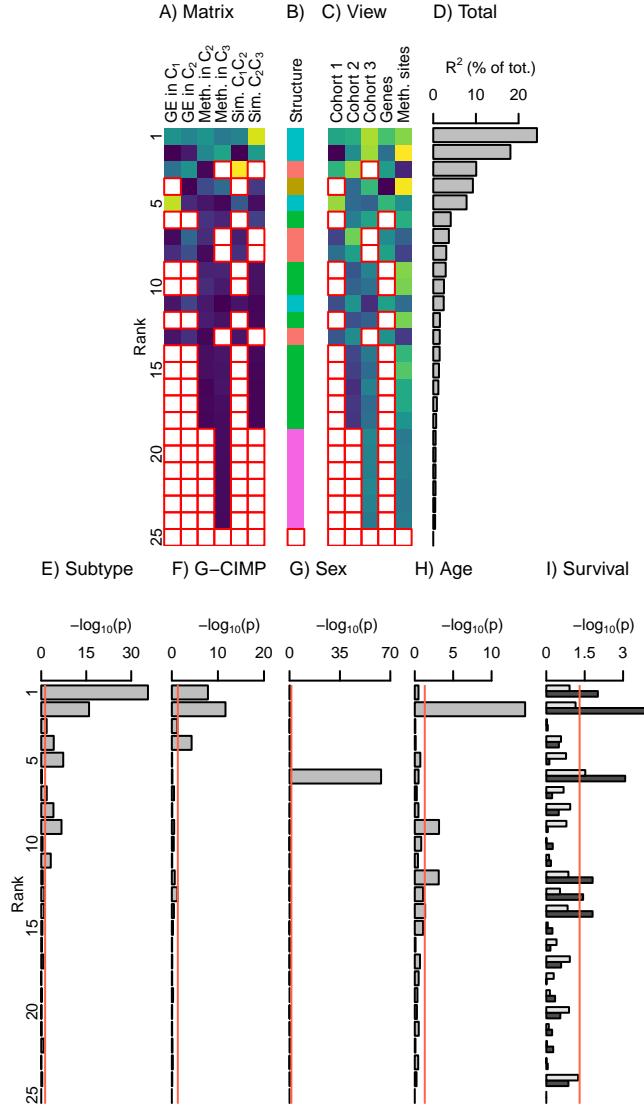 A) Matrix
B)
C) View
D) Total
GE in C₁
GE in C₂
Meth. in C₂
Meth. in C₃
Sim. C₁C₂
Sim. C₂C₃
Structure
Cohort 1
Cohort 2
Cohort 3
Genes
Meth. sites
R² (% of tot.)
0 10 20
Rank
1
5
10
15
20
25
E) Subtype
F) G−CIMP
G) Sex
H) Age
I) Survival
−log₁₀(p)
−log₁₀(p)
−log₁₀(p)
−log₁₀(p)
−log₁₀(p)
0 15 30
0 10 20
0 35 70
0 5 10
0 1.5 3
Rank
1
5
10
15
20
25